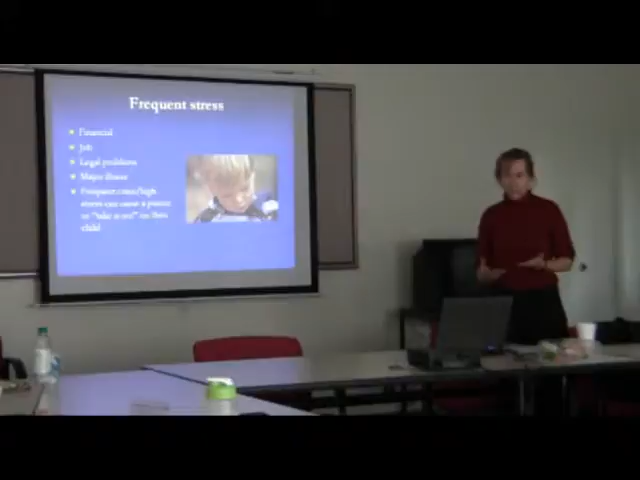 Frequent stress
Financial
Job
Legal problems
Major illness
Frequent crises/high
stress can cause a parent
to "take it out" on their
child